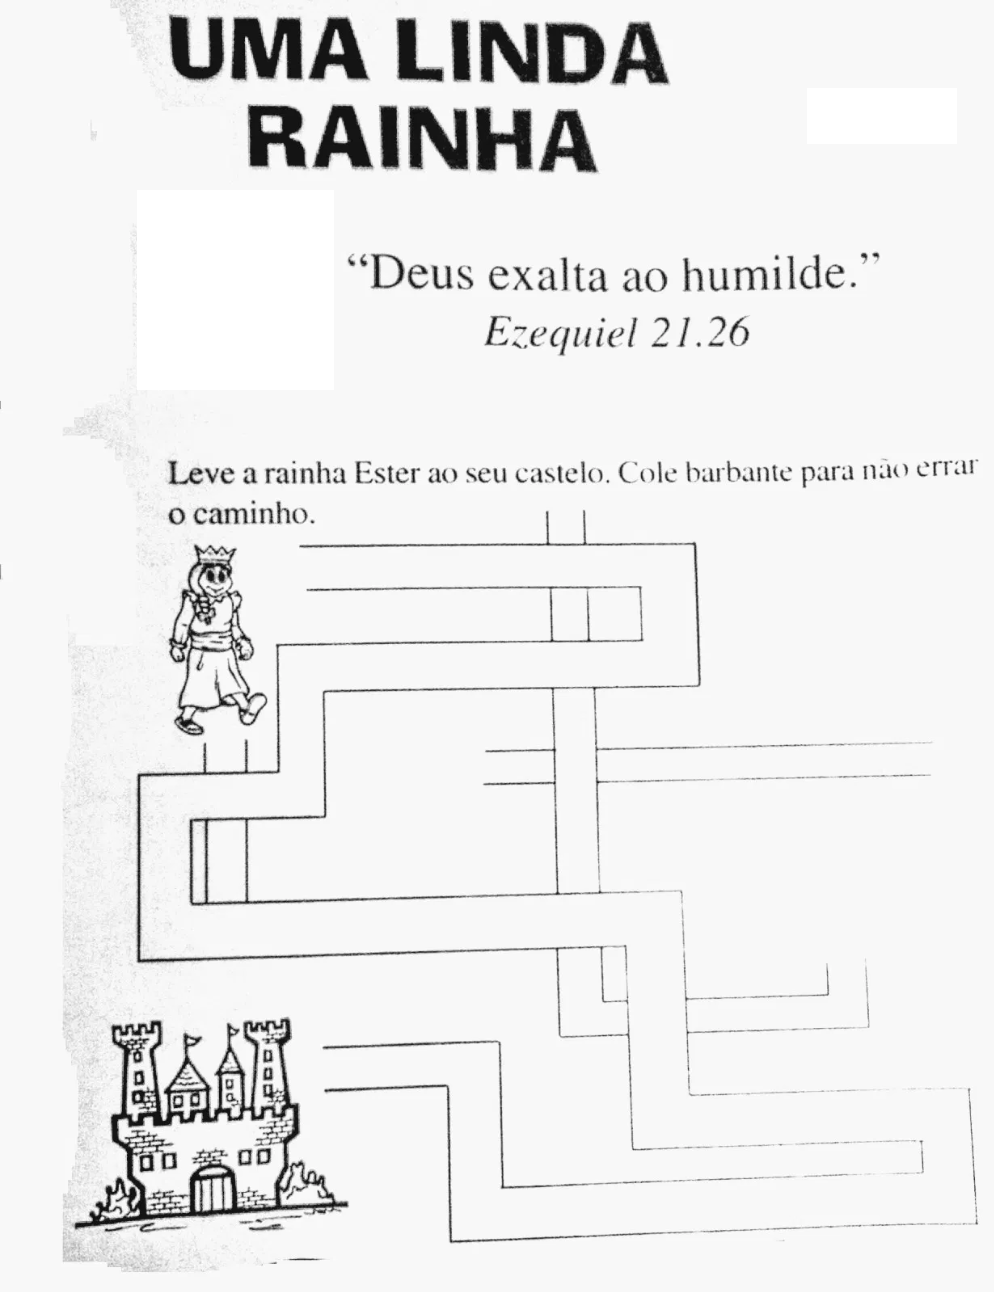 UMA LINDA
RAINHA
“Deus exalta ao humilde.”
Ezequiel 21.26
Leve a rainha Ester ao seu castelo. Cole barbante para não errar
o caminho.